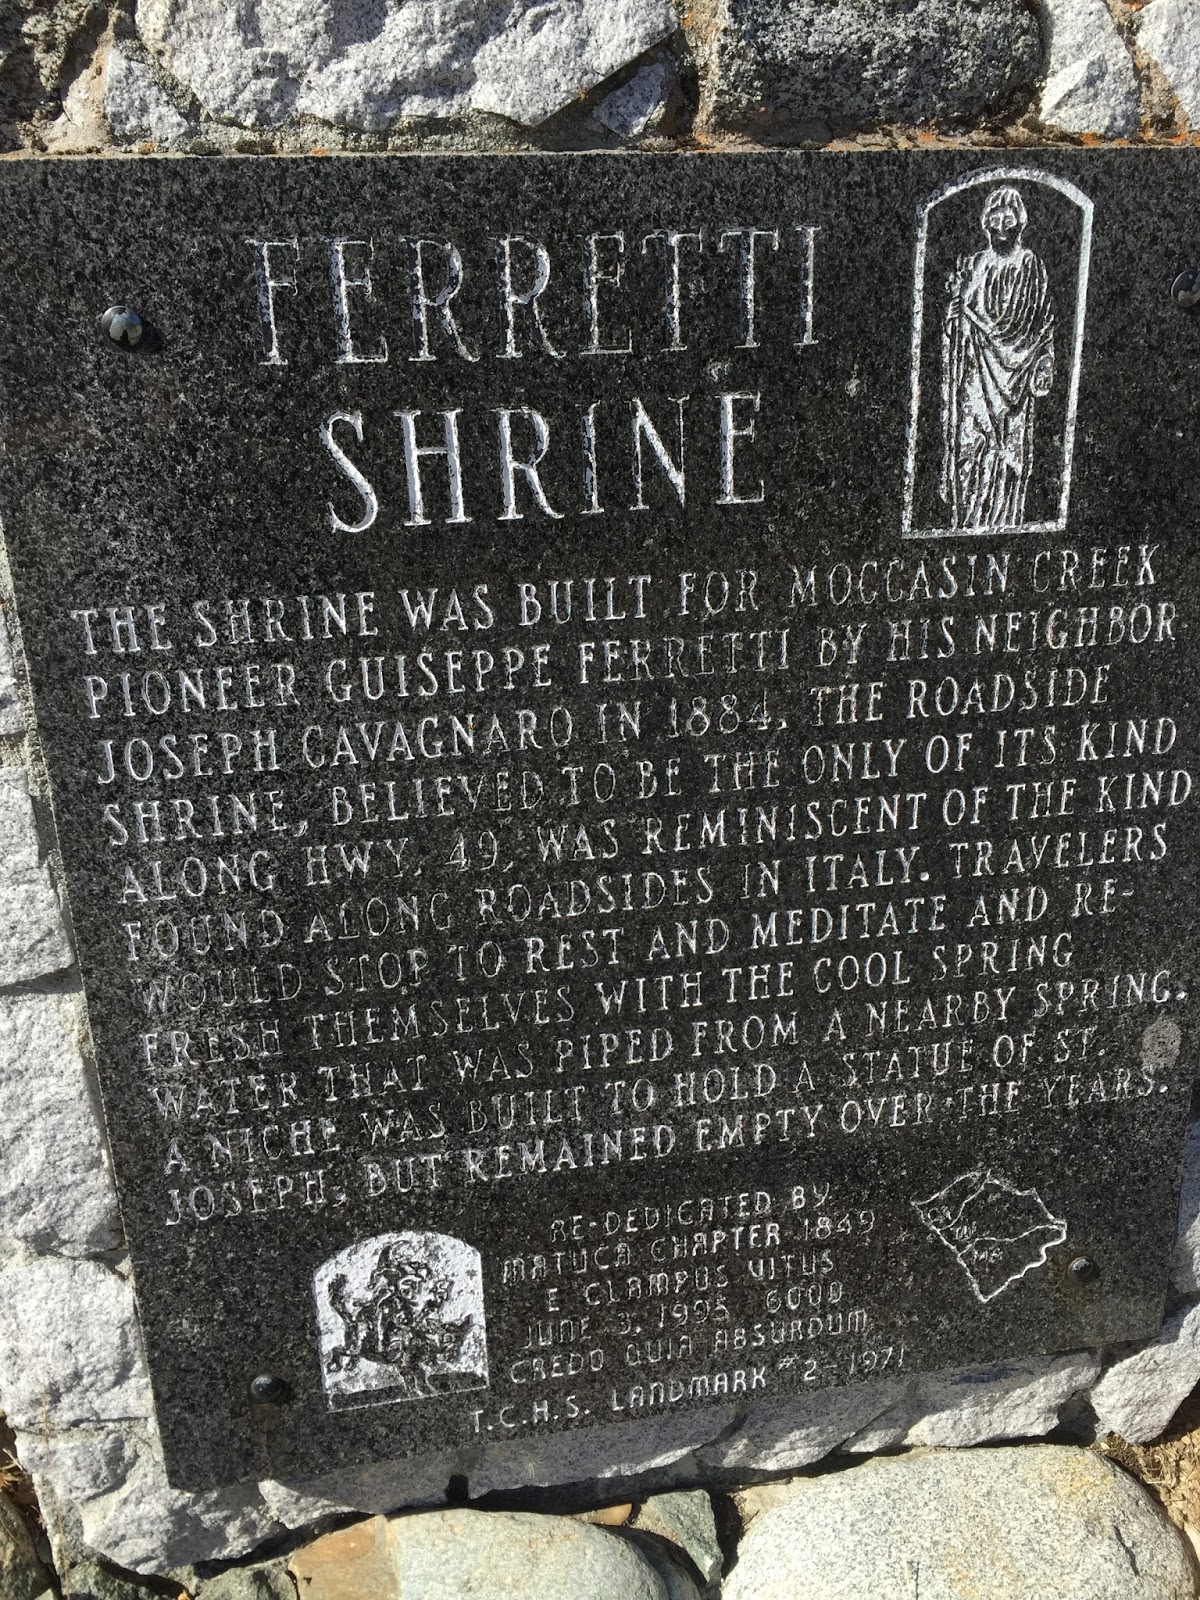 FERRETTI
SHRINE
THE SHRINE WAS BUILT FOR MOCCASIN CREEK
PIONEER GUISEPPE FERRETTI BY HIS NEIGHBOR
JOSEPH CAVAGNARO IN 1884. THE ROADSIDE
SHRINE, BELIEVED TO BE THE ONLY OF ITS KIND
ALONG HWY. 49, WAS REMINISCENT OF THE KIND
FOUND ALONG ROADSIDES IN ITALY. TRAVELERS
WOULD STOP TO REST AND MEDITATE AND RE-
FRESH THEMSELVES WITH THE COOL SPRING
WATER THAT WAS PIPED FROM A NEARBY SPRING.
A NICHE WAS BUILT TO HOLD A STATUE OF ST.
JOSEPH, BUT REMAINED EMPTY OVER THE YEARS.
RE-DEDICATED BY
MATUCA CHAPTER 1849
E CLAMPUS VITUS
JUNE 3, 1995 6000
CREDO QUIA ABSURDUM
T.C.H.S. LANDMARK #2-1971
CA
TU
MA